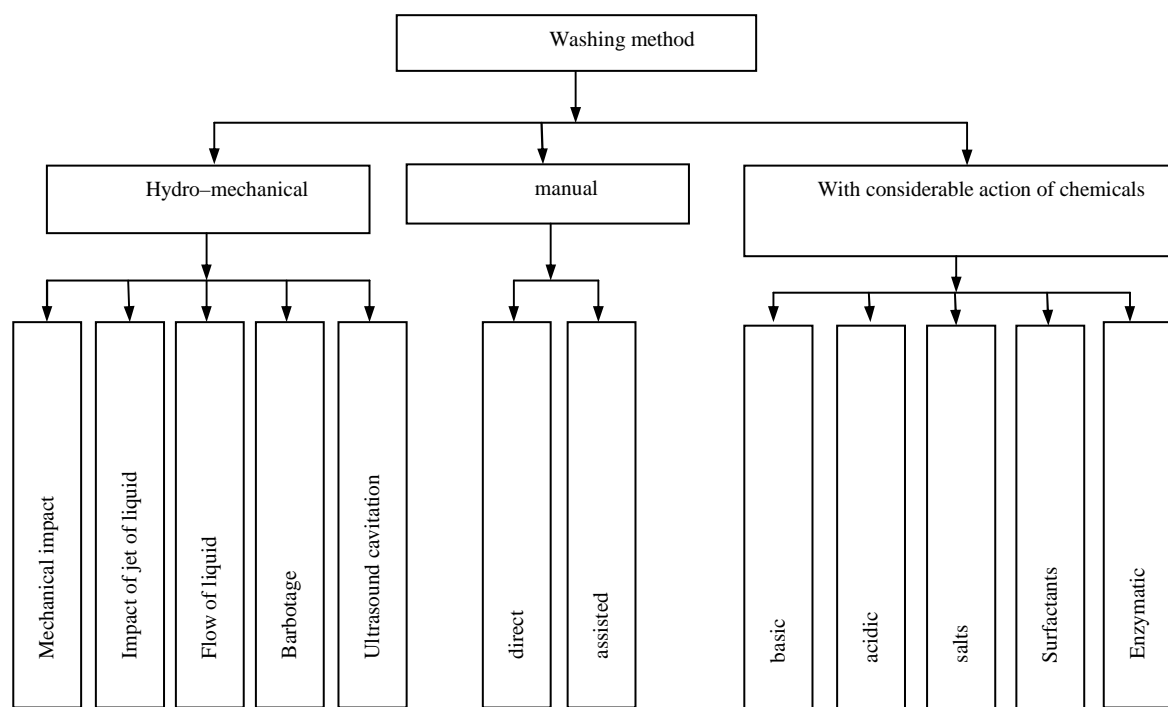 Washing method
Hydro–mechanical
manual
With considerable action of chemicals
Mechanical impact
Impact of jet of liquid
Flow of liquid
Barbotage
Ultrasound cavitation
direct
assisted
basic
acidic
salts
Surfactants
Enzymatic